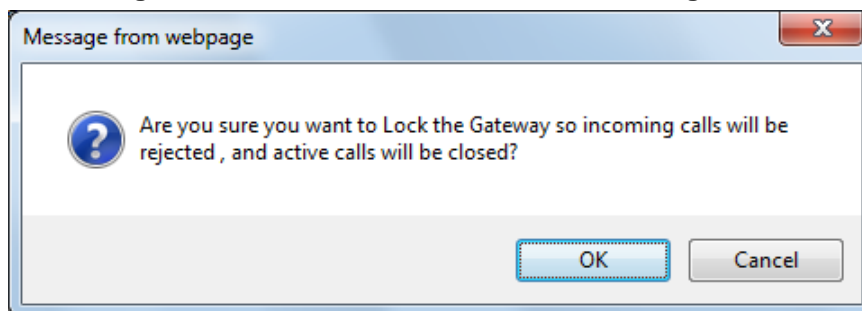 Message from webpage
Are you sure you want to Lock the Gateway so incoming calls will be
rejected , and active calls will be closed?
OK Cancel